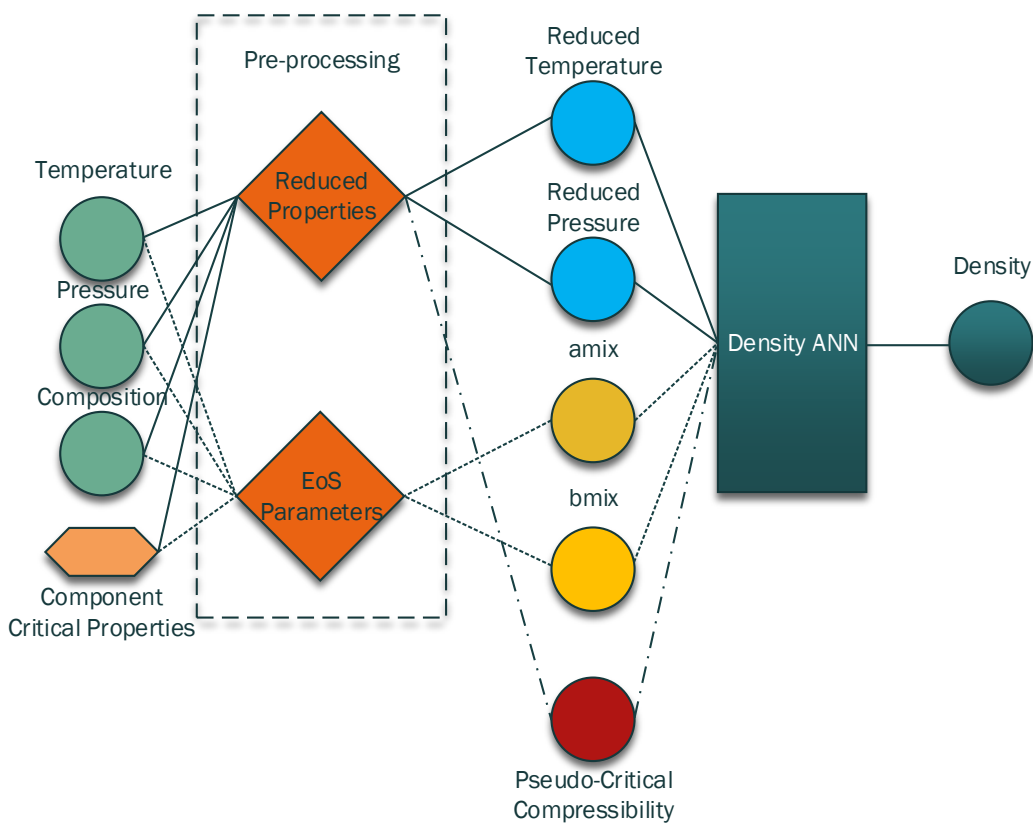 Pre-processing
Temperature
Pressure
Composition
Component
Critical Properties
Reduced
Properties
EoS
Parameters
Reduced
Temperature
Reduced
Pressure
amix
bmix
Pseudo-Critical
Compressibility
Density ANN
Density